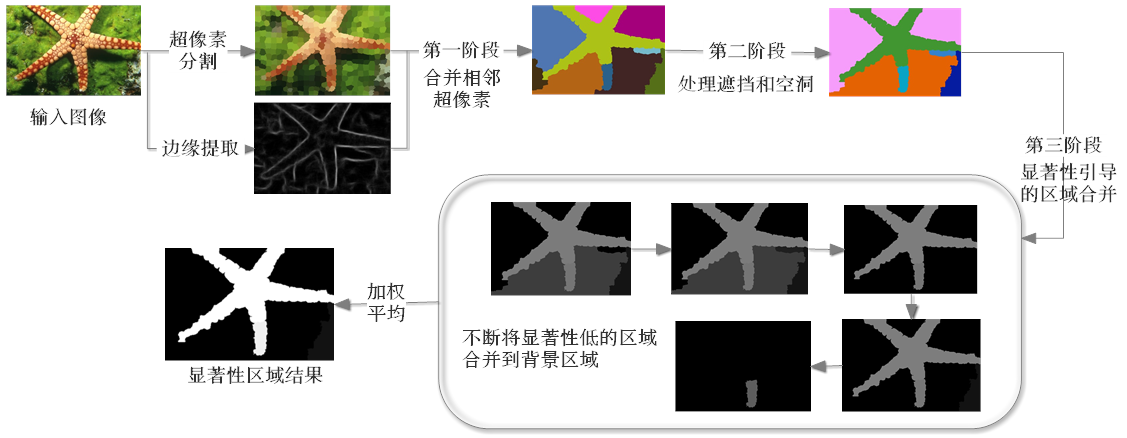 输入图像
超像素
分割
边缘提取
第一阶段
合并相邻
超像素
第二阶段
处理遮挡和空洞
第三阶段
显著性引导
的区域合并
不断将显著性低的区域
合并到背景区域
加权
平均
显著性区域结果